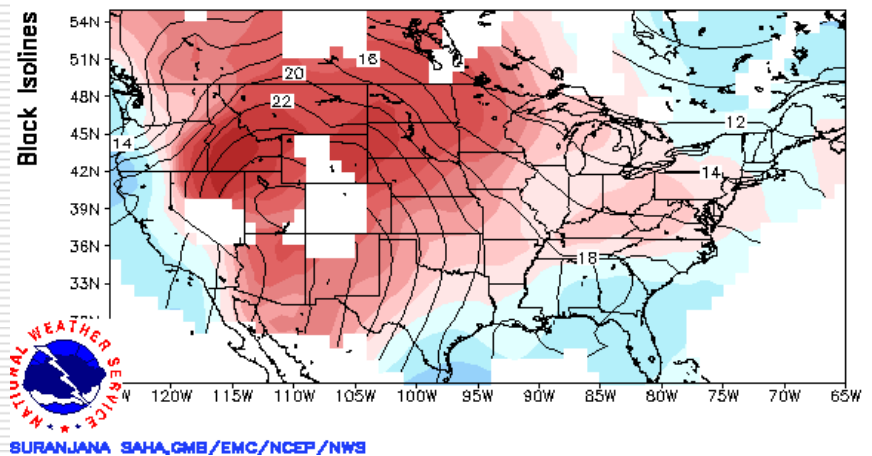 Black Isolines
54N
51N
48N
45N
42N
39N
36N
33N
20
16
22
14
12
14
18
120W
115W
110W
105W
100W
95W
90W
85W
80W
75W
70W
65W
NATIONAL WEATHER SERVICE
SURANJANA SAHA,GMB/EMC/NCEP/NWS